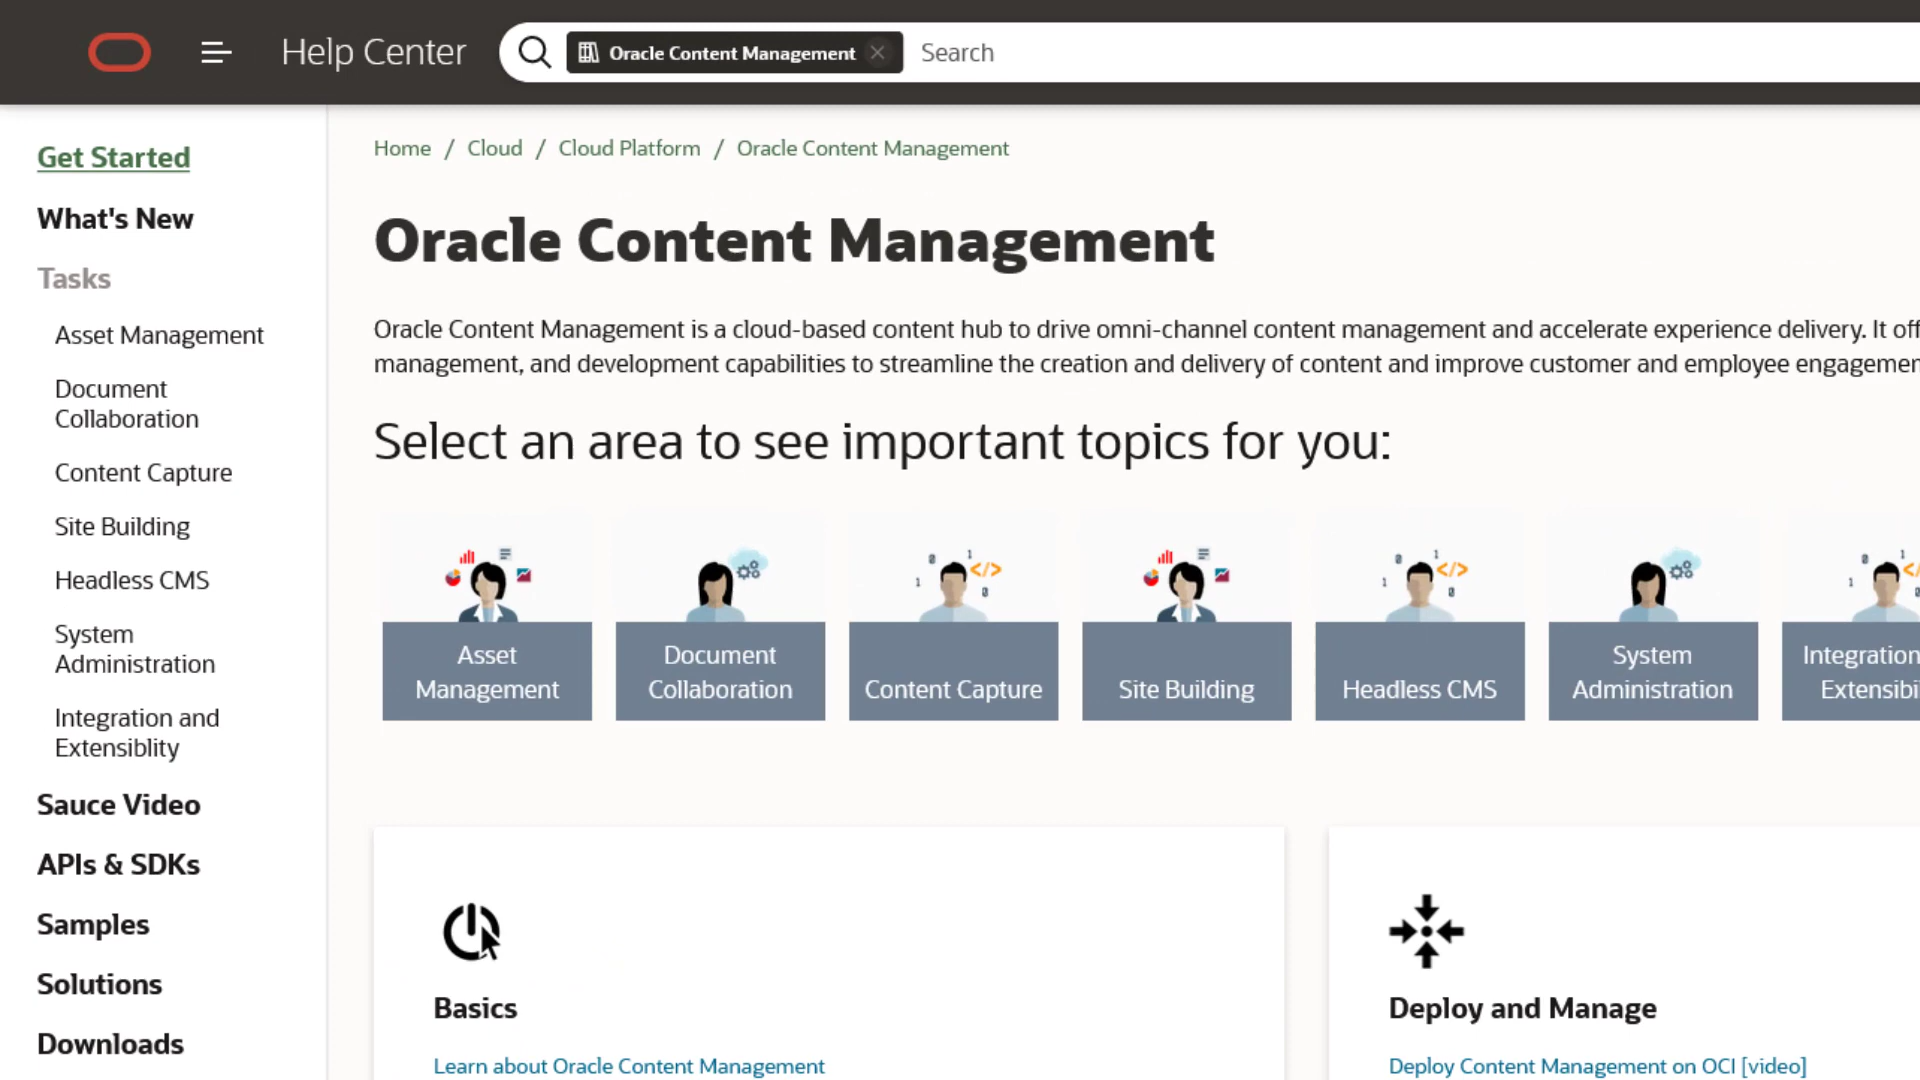 Help Center
Oracle Content Management
Search
Get Started
What's New
Tasks
Asset Management
Document
Collaboration
Content Capture
Site Building
Headless CMS
System
Administration
Integration and
Extensiblity
Sauce Video
APIs & SDKs
Samples
Solutions
Downloads
Home / Cloud / Cloud Platform / Oracle Content Management
Oracle Content Management
Oracle Content Management is a cloud-based content hub to drive omni-channel content management and accelerate experience delivery. It off
management, and development capabilities to streamline the creation and delivery of content and improve customer and employee engagemen
Select an area to see important topics for you:
Asset
Management
Document
Collaboration
Content Capture
Site Building
Headless CMS
System
Administration
Integration
Extensibi
Basics
Learn about Oracle Content Management
Deploy and Manage
Deploy Content Management on OCI [video]